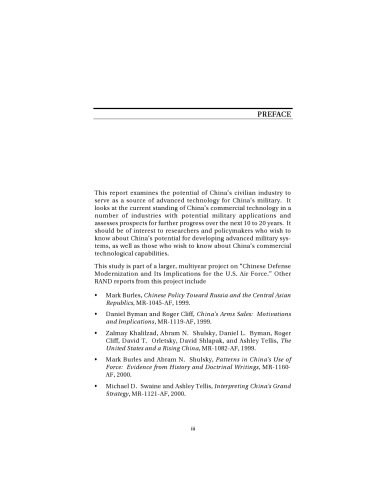 PREFACE
This report examines the potential of China's civilian industry to
serve as a source of advanced technology for China's military. It
looks at the current standing of China's commercial technology in a
number of industries with potential military applications and
assesses prospects for further progress over the next 10 to 20 years. It
should be of interest to researchers and policymakers who wish to
know about China's potential for developing advanced military sys-
tems, as well as those who wish to know about China's commercial
technological capabilities.
This study is part of a larger, multiyear project on "Chinese Defense
Modernization and Its Implications for the U.S. Air Force." Other
RAND reports from this project include
• Mark Burles, Chinese Policy Toward Russia and the Central Asian
Republics, MR-1045-AF, 1999.
• Daniel Byman and Roger Cliff, China's Arms Sales: Motivations
and Implications, MR-1119-AF, 1999.
• Zalmay Khalilzad, Abram N. Shulsky, Daniel L. Byman, Roger
Cliff, David T. Orletsky, David Shlapak, and Ashley Tellis, The
United States and a Rising China, MR-1082-AF, 1999.
• Mark Burles and Abram N. Shulsky, Patterns in China's Use of
Force: Evidence from History and Doctrinal Writings, MR-1160-
AF, 2000.
• Michael D. Swaine and Ashley Tellis, Interpreting China's Grand
Strategy, MR-1121-AF, 2000.
iii